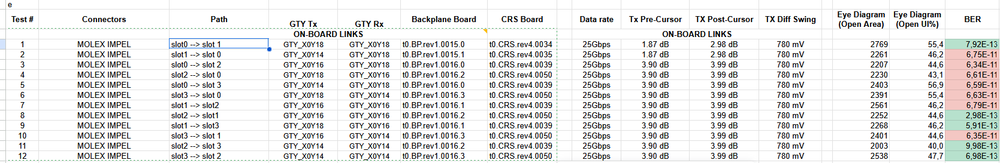 e
Test # Connectors Path GTY Tx GTY Rx Backplane Board CRS Board Data rate Tx Pre-Cursor TX Post-Cursor TX Diff Swing Eye Diagram (Open Area) Eye Diagram (Open UI%) BER
ON-BOARD LINKS ON-BOARD LINKS
1 MOLEX IMPEL slot0 --> slot 1 GTY_X0Y18 GTY_X0Y18 t0.BP.rev1.0015.0 t0.CRS.rev4.0034 25Gbps 1.87 dB 2.98 dB 780 mV 2769 55,4 7,92E-13
2 MOLEX IMPEL slot1 --> slot 0 GTY_X0Y14 GTY_X0Y18 t0.BP.rev1.0015.1 t0.CRS.rev4.0035 25Gbps 1.87 dB 2.98 dB 780 mV 2261 46,2 6,75E-11
3 MOLEX IMPEL slot0 --> slot 2 GTY_X0Y16 GTY_X0Y18 t0.BP.rev1.0016.0 t0.CRS.rev4.0039 25Gbps 3.90 dB 3.99 dB 780 mV 2207 44,6 6,34E-11
4 MOLEX IMPEL slot2 --> slot 0 GTY_X0Y18 GTY_X0Y16 t0.BP.rev1.0016.2 t0.CRS.rev4.0050 25Gbps 3.90 dB 3.99 dB 780 mV 2230 43,1 6,61E-11
5 MOLEX IMPEL slot0 --> slot 3 GTY_X0Y14 GTY_X0Y18 t0.BP.rev1.0016.0 t0.CRS.rev4.0039 25Gbps 3.90 dB 3.99 dB 780 mV 2403 56,9 6,59E-11
6 MOLEX IMPEL slot3 --> slot 0 GTY_X0Y18 GTY_X0Y14 t0.BP.rev1.0016.3 t0.CRS.rev4.0050 25Gbps 3.90 dB 3.99 dB 780 mV 2391 55,4 6,63E-11
7 MOLEX IMPEL slot1 --> slot2 GTY_X0Y16 GTY_X0Y14 t0.BP.rev1.0016.1 t0.CRS.rev4.0039 25Gbps 3.90 dB 3.99 dB 780 mV 2561 46,2 6,79E-11
8 MOLEX IMPEL slot2 --> slot1 GTY_X0Y16 GTY_X0Y14 t0.BP.rev1.0016.2 t0.CRS.rev4.0050 25Gbps 3.90 dB 3.99 dB 780 mV 2252 44,6 2,98E-13
9 MOLEX IMPEL slot1 --> slot3 GTY_X0Y18 GTY_X0Y16 t0.BP.rev1.0016.1 t0.CRS.rev4.0039 25Gbps 3.90 dB 3.99 dB 780 mV 2268 46,2 5,91E-13
10 MOLEX IMPEL slot3 --> slot 1 GTY_X0Y16 GTY_X0Y14 t0.BP.rev1.0016.3 t0.CRS.rev4.0050 25Gbps 3.90 dB 3.99 dB 780 mV 2401 44,6 6,35E-11
11 MOLEX IMPEL slot2 --> slot 3 GTY_X0Y14 GTY_X0Y14 t0.BP.rev1.0016.2 t0.CRS.rev4.0039 25Gbps 3.90 dB 3.99 dB 780 mV 2003 40,0 9,98E-13
12 MOLEX IMPEL slot3 --> slot 2 GTY_X0Y14 GTY_X0Y14 t0.BP.rev1.0016.3 t0.CRS.rev4.0050 25Gbps 3.90 dB 3.99 dB 780 mV 2538 47,7 6,98E-13